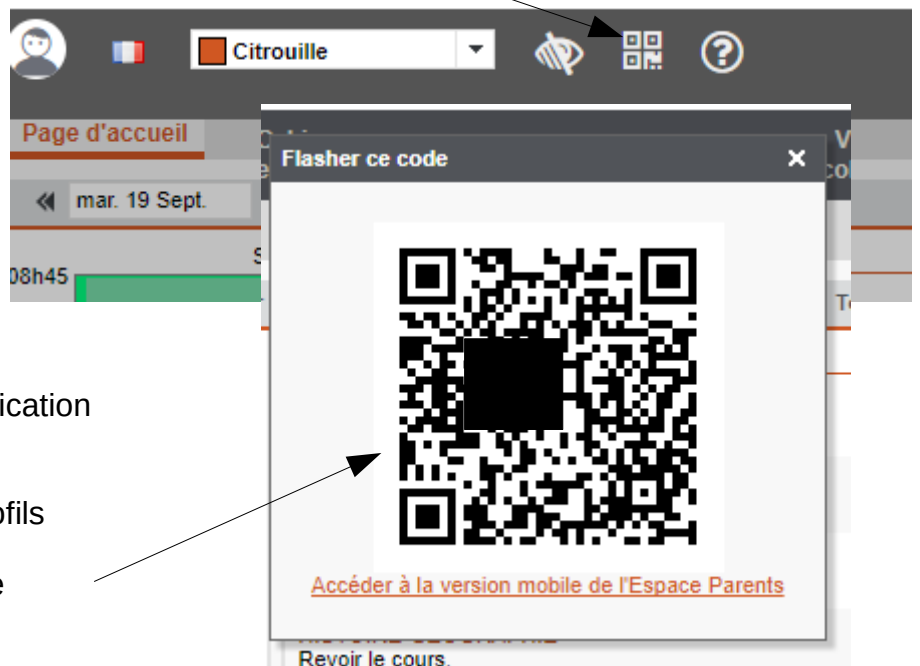 Citrouille
Page d'accueil
mar. 19 Sept.
08h45
Flasher ce code
Accéder à la version mobile de l'Espace Parents
Revoir le cours.
ication
ofils
e